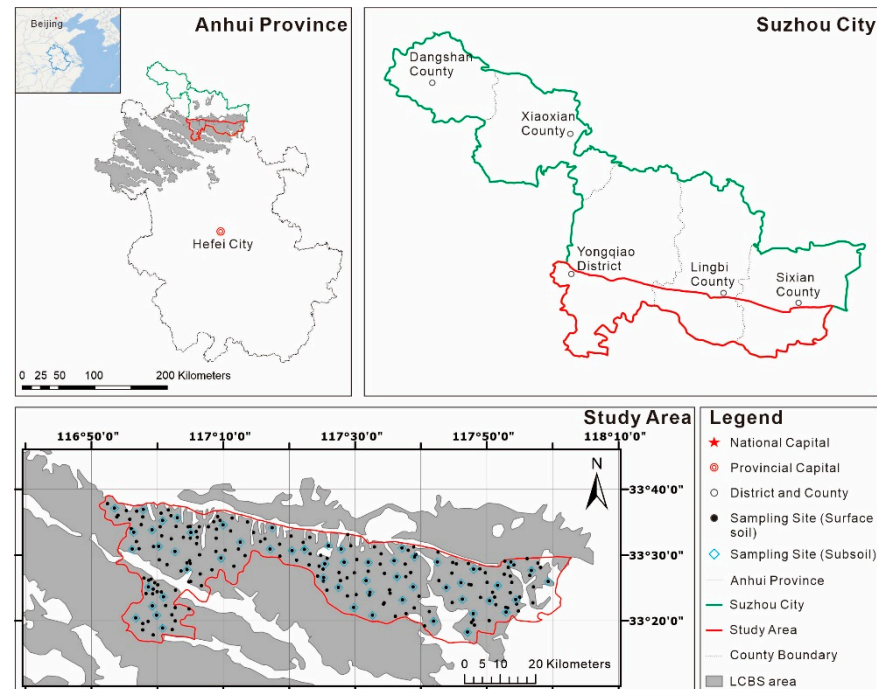 Beijing
Anhui Province
Hefei City
0 25 50 100 200 Kilometers
Suzhou City
Dangshan
County
Xiaoxian
County
Yongqiao
District
Lingbi
County
Sixian
County
Study Area
116°50'0" 117°0'0" 117°30'0" 117°50'0" 118°10'0"
N
33°40'0"
33°30'0"
33°20'0"
0 5 10 20 Kilometers
Legend
National Capital
Provincial Capital
District and County
Sampling Site (Surface
soil)
Sampling Site (Subsoil)
Anhui Province
Suzhou City
Study Area
County Boundary
LCBS area